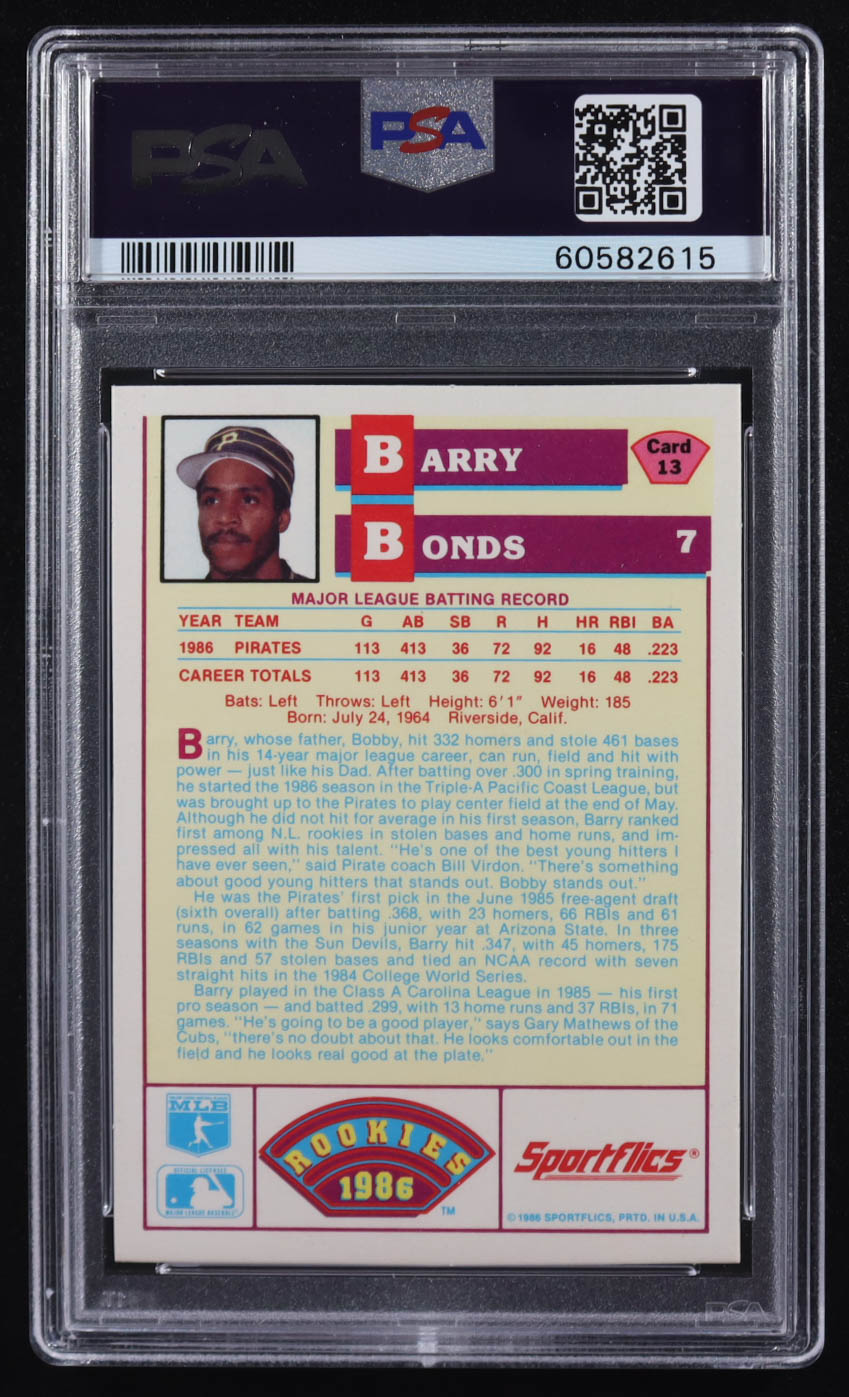 PSA PSA
60582615
BARRY Card 13
BONDS 7
MAJOR LEAGUE BATTING RECORD
YEAR TEAM G AB SB R H HR RBI BA
1986 PIRATES 113 413 36 72 92 16 48 .223
CAREER TOTALS 113 413 36 72 92 16 48 .223
Bats: Left Throws: Left Height: 6'1" Weight: 185
Born: July 24, 1964 Riverside, Calif.
Barry, whose father, Bobby, hit 332 homers and stole 461 bases
in his 14-year major league career, can run, field and hit with
power — just like his Dad. After batting over .300 in spring training,
he started the 1986 season in the Triple-A Pacific Coast League, but
was brought up to the Pirates to play center field at the end of May.
Although he did not hit for average in his first season, Barry ranked
first among N.L. rookies in stolen bases and home runs, and im-
pressed all with his talent. "He's one of the best young hitters I
have ever seen," said Pirate coach Bill Virdon. "There's something
about good young hitters that stands out. Bobby stands out."
He was the Pirates' first pick in the June 1985 free-agent draft
(sixth overall) after batting .368, with 23 homers, 66 RBIs and 61
runs, in 62 games in his junior year at Arizona State. In three
seasons with the Sun Devils, Barry hit .347, with 45 homers, 175
RBIs and 57 stolen bases and tied an NCAA record with seven
straight hits in the 1984 College World Series.
Barry played in the Class A Carolina League in 1985 — his first
pro season — and batted .299, with 13 home runs and 37 RBIs, in 71
games. "He's going to be a good player," says Gary Mathews of the
Cubs, "there's no doubt about that. He looks comfortable out in the
field and he looks real good at the plate."
MLB
OFFICIAL LICENSEE
MAJOR LEAGUE BASEBALL
ROOKIES
1986 ™
Sportflics®
© 1986 SPORTFLICS, PRTD. IN U.S.A.
PSA